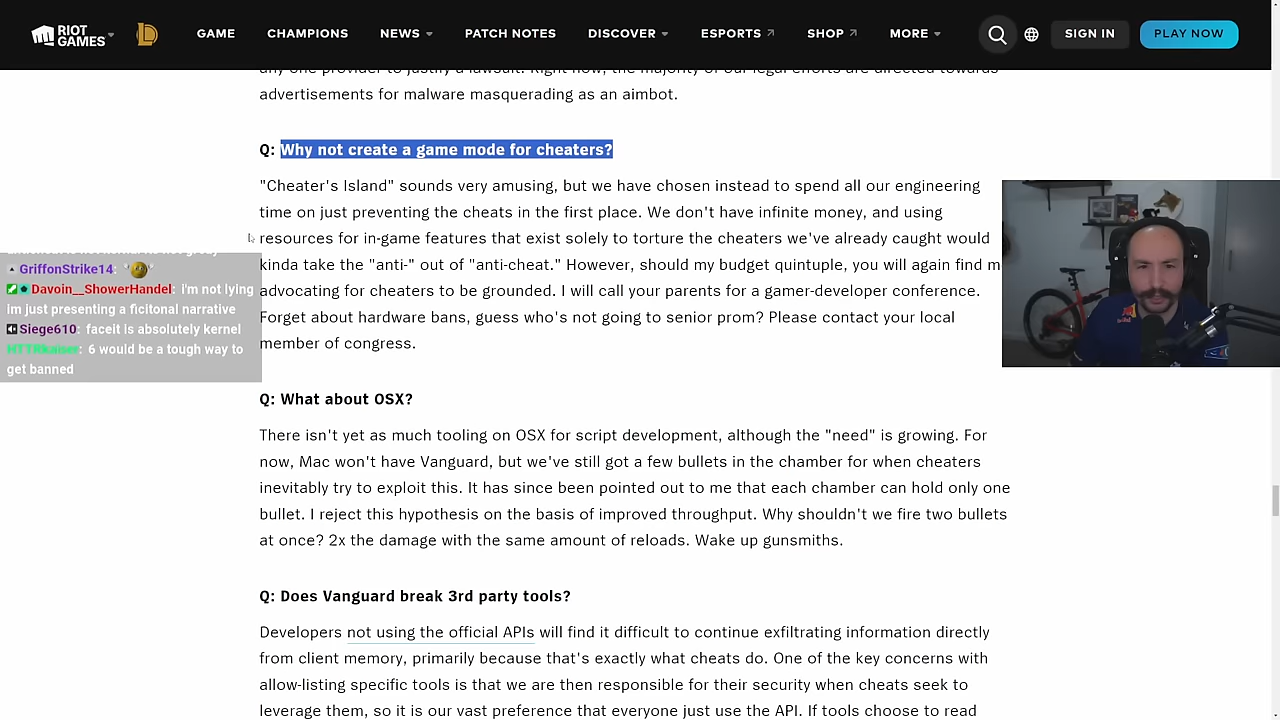 RIOT
GAMES
GAME
CHAMPIONS
NEWS
PATCH NOTES
DISCOVER
ESPORTS
SHOP
MORE
SIGN IN
PLAY NOW
any one provider to justify a lawsuit. Right now, the majority of our legal efforts are directed towards
advertisements for malware masquerading as an aimbot.
Q: Why not create a game mode for cheaters?
"Cheater's Island" sounds very amusing, but we have chosen instead to spend all our engineering
time on just preventing the cheats in the first place. We don't have infinite money, and using
resources for in-game features that exist solely to torture the cheaters we've already caught would
kinda take the "anti-" out of "anti-cheat." However, should my budget quintuple, you will again find m
advocating for cheaters to be grounded. I will call your parents for a gamer-developer conference.
Forget about hardware bans, guess who's not going to senior prom? Please contact your local
member of congress.
GriffonStrike14:
Davoin__ShowerHandel: i'm not lying
Im just presenting a ficitonal narrative
Siege610: faceit is absolutely kernel
HTTRkaiser: 6 would be a tough way to
get banned
Q: What about OSX?
There isn't yet as much tooling on OSX for script development, although the "need" is growing. For
now, Mac won't have Vanguard, but we've still got a few bullets in the chamber for when cheaters
inevitably try to exploit this. It has since been pointed out to me that each chamber can hold only one
bullet. I reject this hypothesis on the basis of improved throughput. Why shouldn't we fire two bullets
at once? 2x the damage with the same amount of reloads. Wake up gunsmiths.
Q: Does Vanguard break 3rd party tools?
Developers not using the official APIs will find it difficult to continue exfiltrating information directly
from client memory, primarily because that's exactly what cheats do. One of the key concerns with
allow-listing specific tools is that we are then responsible for their security when cheats seek to
leverage them, so it is our vast preference that everyone just use the API. If tools choose to read